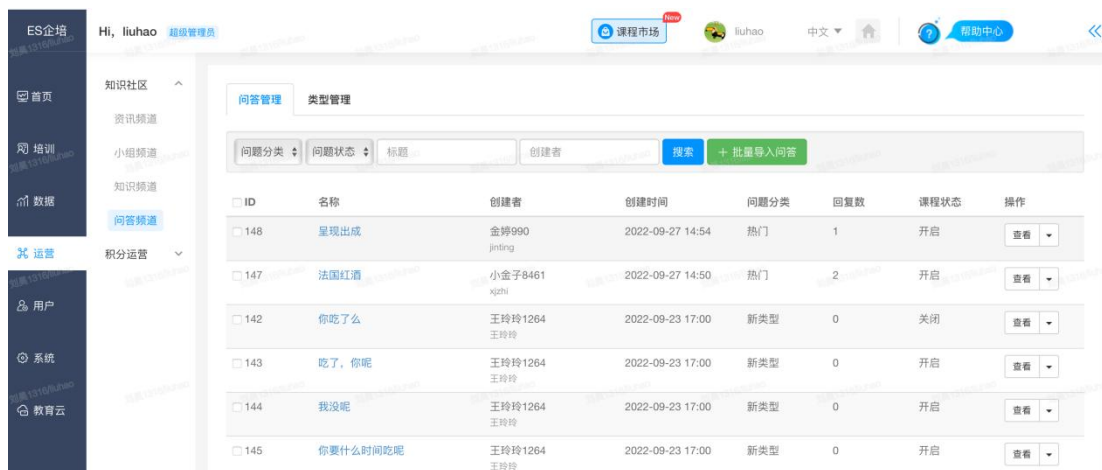 ES企培 Hi, liuhao 超级管理员 New 课程市场 liuhao 中文 帮助中心
首页
培训
数据
运营
用户
系统
教育云
知识社区
资讯频道
小组频道
知识频道
问答频道
积分运营
问答管理 类型管理
问题分类 问题状态 标题 创建者 搜索 + 批量导入问答
ID 名称 创建者 创建时间 问题分类 回复数 课程状态 操作
148 呈现出成 金婷990 2022-09-27 14:54 热门 1 开启 查看
jinting
147 法国红酒 小金子8461 2022-09-27 14:50 热门 2 开启 查看
xjzhi
142 你吃了么 王玲玲1264 2022-09-23 17:00 新类型 0 关闭 查看
王玲玲
143 吃了，你呢 王玲玲1264 2022-09-23 17:00 新类型 0 开启 查看
王玲玲
144 我没呢 王玲玲1264 2022-09-23 17:00 新类型 0 开启 查看
王玲玲
145 你要什么时间吃呢 王玲玲1264 2022-09-23 17:00 新类型 0 开启 查看
王玲玲